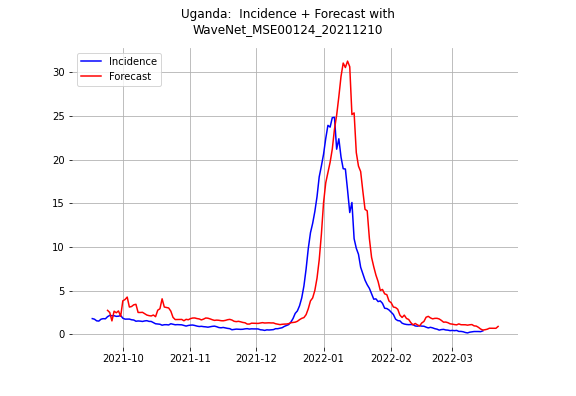 Uganda:  Incidence + Forecast with
WaveNet_MSE00124_20211210
Incidence
Forecast
30
25
20
15
10
5
0
2021-10 2021-11 2021-12 2022-01 2022-02 2022-03